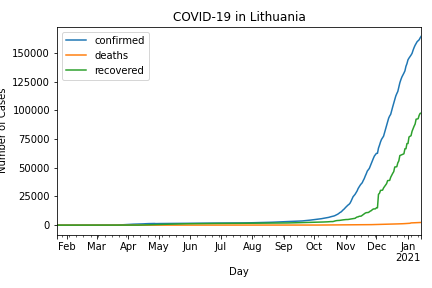 COVID-19 in Lithuania
confirmed
deaths
recovered
150000
125000
100000
75000
50000
25000
0
Number of Cases
Feb Mar Apr May Jun Jul Aug Sep Oct Nov Dec Jan
2021
Day